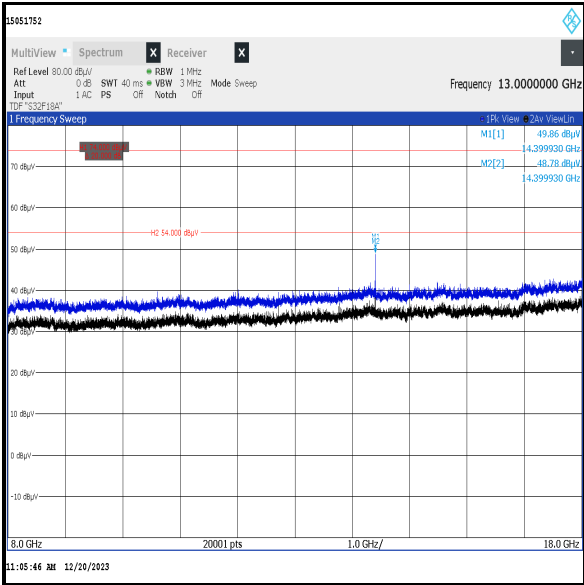 15051752
MultiView Spectrum X Receiver X
Ref Level 80.00 dBµV RBW 1 MHz
Att 0 dB SWT 40 ms VBW 3 MHz Mode Sweep Frequency 13.0000000 GHz
Input 1 AC PS Off Notch Off
TDF "S32F18A"
1 Frequency Sweep 1Pk View 2Av ViewLin
M1[1] 49.86 dBµV
14.399930 GHz
M2[2] 48.78 dBµV
14.399930 GHz
70 dBµV
60 dBµV
H2 54.000 dBµV
M2
50 dBµV
40 dBµV
30 dBµV
20 dBµV
10 dBµV
0 dBµV
-10 dBµV
8.0 GHz 20001 pts 1.0 GHz/ 18.0 GHz
11:05:46 AM 12/20/2023